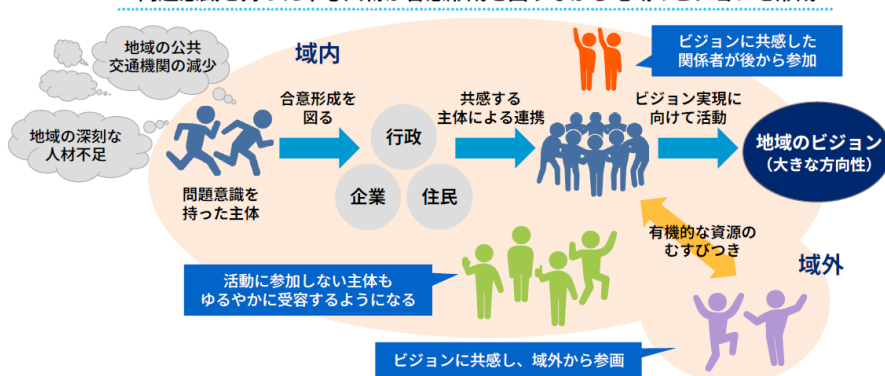 域内
地域の公共
交通機関の減少
地域の深刻な
人材不足
問題意識を
持った主体
合意形成を
図る
行政
企業
住民
共感する
主体による連携
ビジョンに共感した
関係者が後から参加
ビジョン実現に
向けて活動
地域のビジョン
（大きな方向性）
有機的な資源の
むすびつき
域外
活動に参加しない主体も
ゆるやかに受容するようになる
ビジョンに共感し、域外から参画